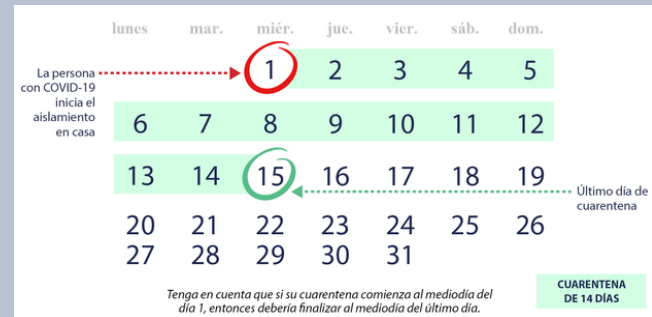 lunes mar. miér. jue. vier. sáb. dom.
La persona
con COVID-19
inicia el
aislamiento
en casa
1 2 3 4 5
6 7 8 9 10 11 12
13 14 15 16 17 18 19
Último día de
cuarentena
20 21 22 23 24 25 26
27 28 29 30 31
Tenga en cuenta que si su cuarentena comienza al mediodía del
día 1, entonces debería finalizar al mediodía del último día.
CUARENTENA
DE 14 DÍAS